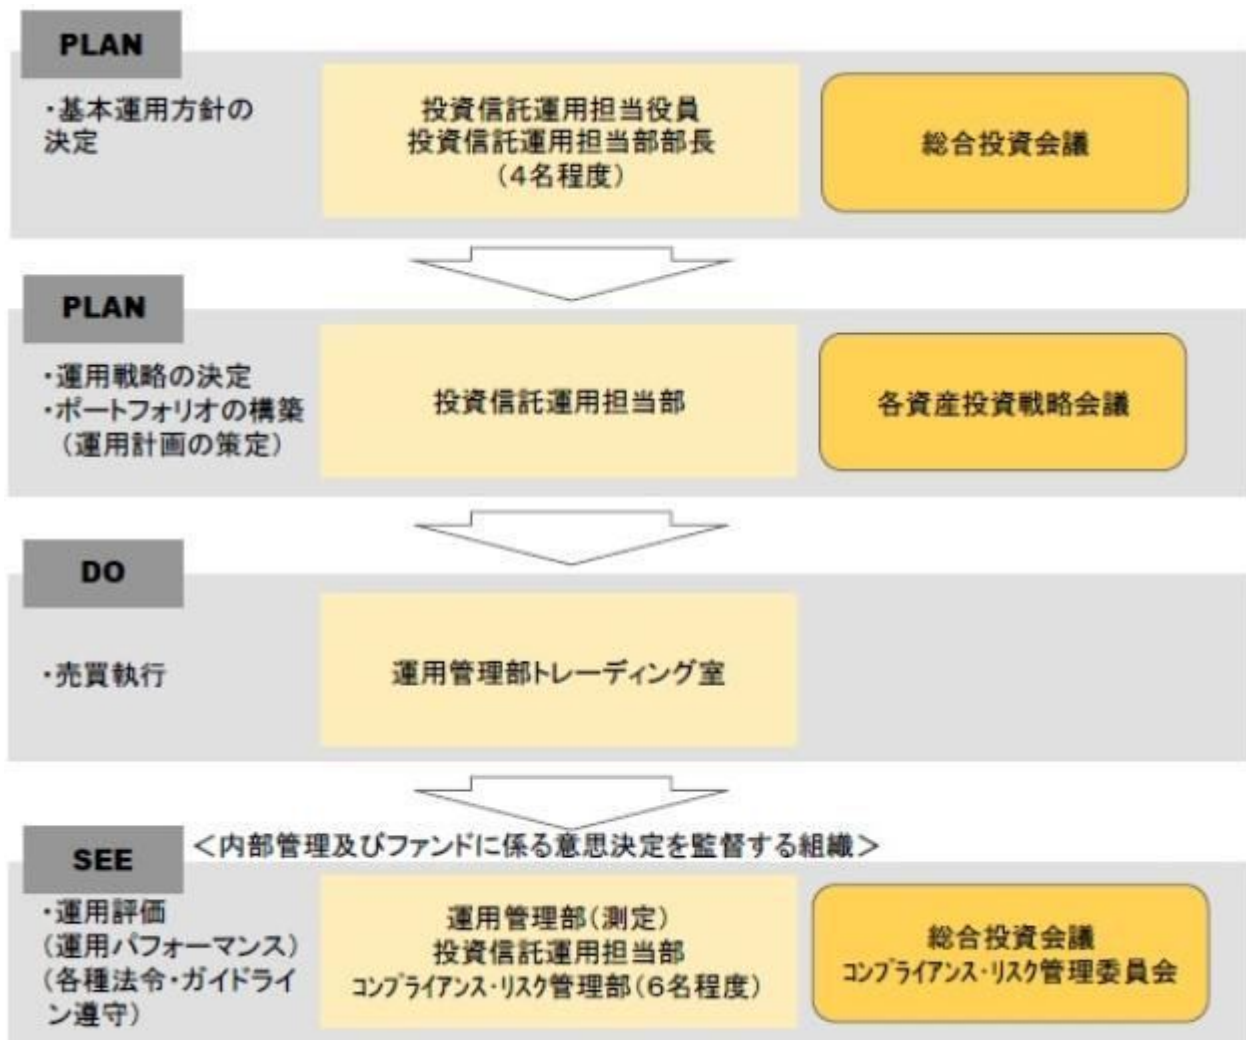 PLAN
・基本運用方針の
決定
投資信託運用担当役員
投資信託運用担当部部長
（4名程度）
総合投資会議
PLAN
・運用戦略の決定
・ポートフォリオの構築
（運用計画の策定）
投資信託運用担当部
各資産投資戦略会議
DO
・売買執行
運用管理部トレーディング室
SEE
＜内部管理及びファンドに係る意思決定を監督する組織＞
・運用評価
（運用パフォーマンス）
（各種法令・ガイドライ
ン遵守）
運用管理部（測定）
投資信託運用担当部
コンプライアンス・リスク管理部（6名程度）
総合投資会議
コンプライアンス・リスク管理委員会